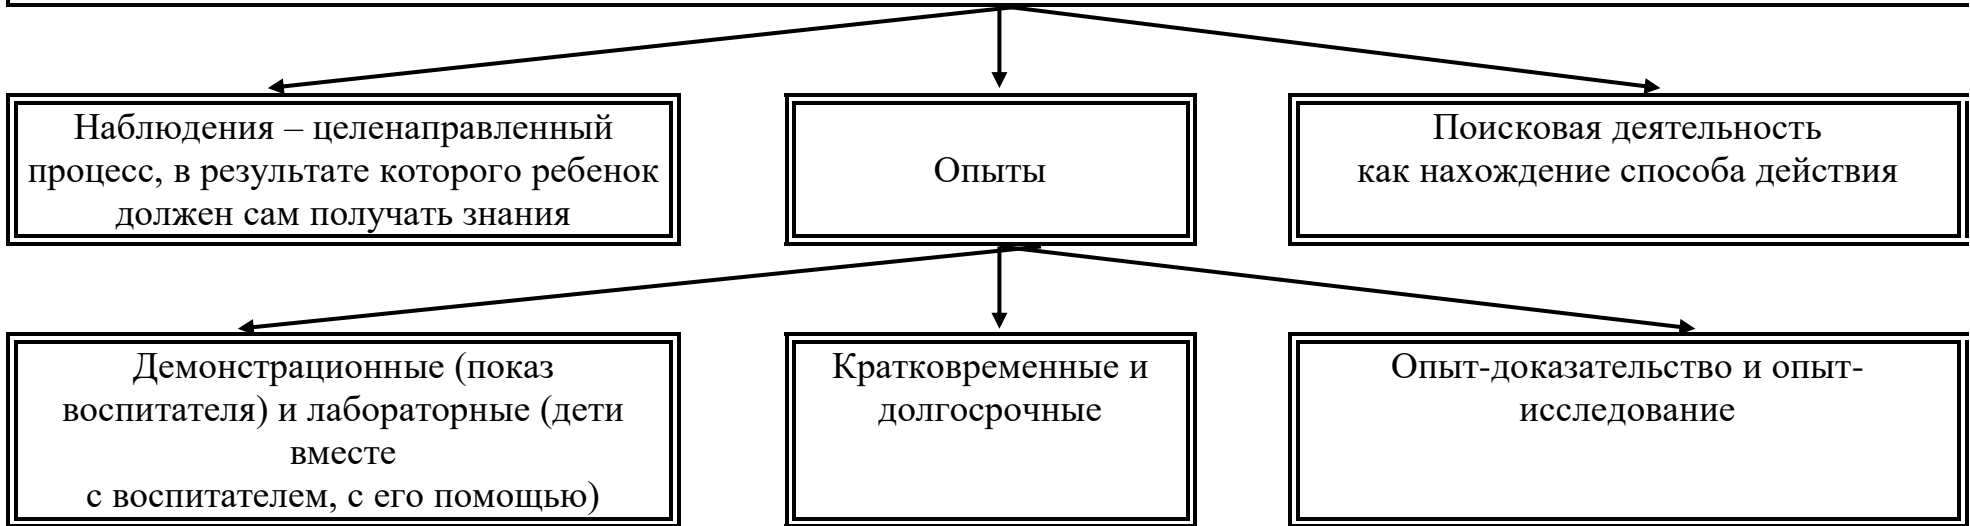 Наблюдения – целенаправленный
процесс, в результате которого ребенок
должен сам получать знания
Опыты
Поисковая деятельность
как нахождение способа действия
Демонстрационные (показ
воспитателя) и лабораторные (дети
вместе
с воспитателем, с его помощью)
Кратковременные и
долгосрочные
Опыт-доказательство и опыт-
исследование